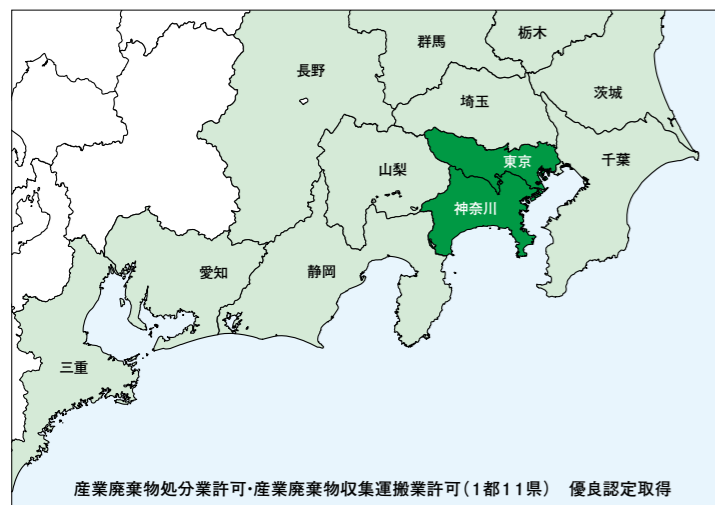 群馬
栃木
長野
埼玉
茨城
東京
千葉
山梨
神奈川
愛知
静岡
三重
産業廃棄物処分業許可・産業廃棄物収集運搬業許可(1都11県) 優良認定取得